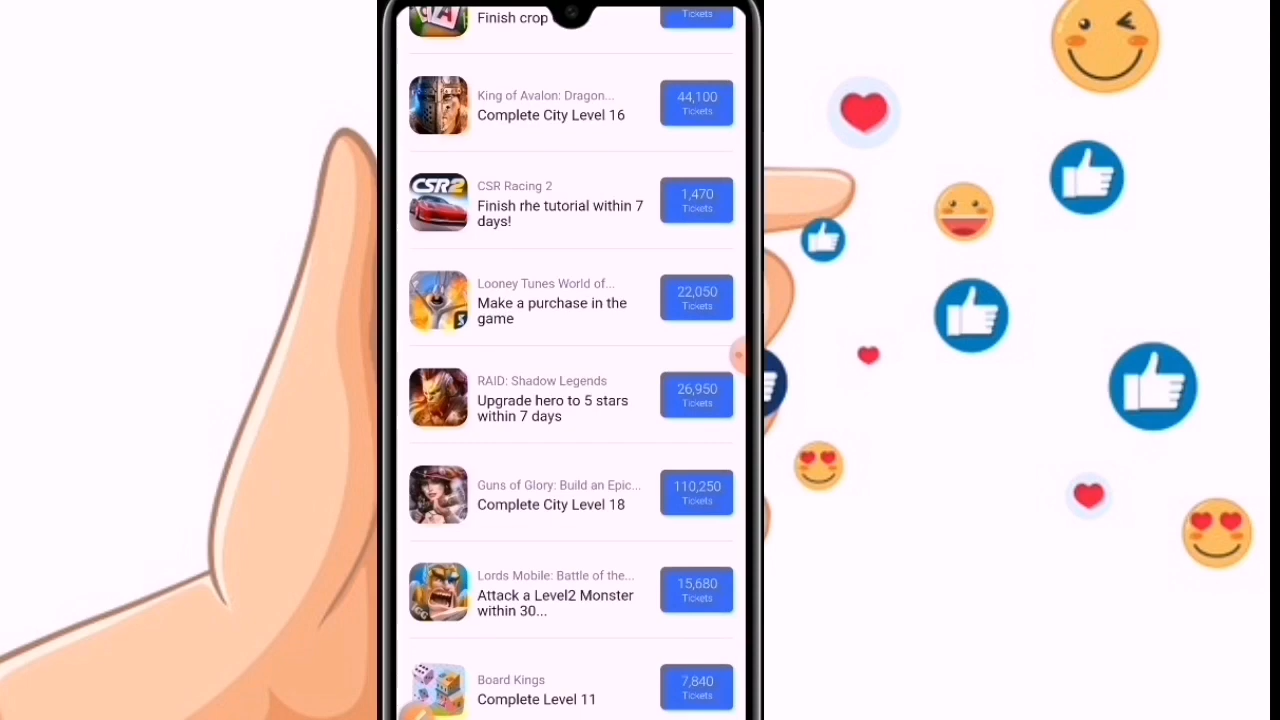 Finish crop
Tickets
King of Avalon: Dragon...
Complete City Level 16
44,100
Tickets
CSR2
CSR Racing 2
Finish rhe tutorial within 7
days!
1,470
Tickets
Looney Tunes World of...
Make a purchase in the
game
22,050
Tickets
RAID: Shadow Legends
Upgrade hero to 5 stars
within 7 days
26,950
Tickets
Guns of Glory: Build an Epic...
Complete City Level 18
110,250
Tickets
IGG
Lords Mobile: Battle of the...
Attack a Level2 Monster
within 30...
15,680
Tickets
Board Kings
Complete Level 11
7,840
Tickets